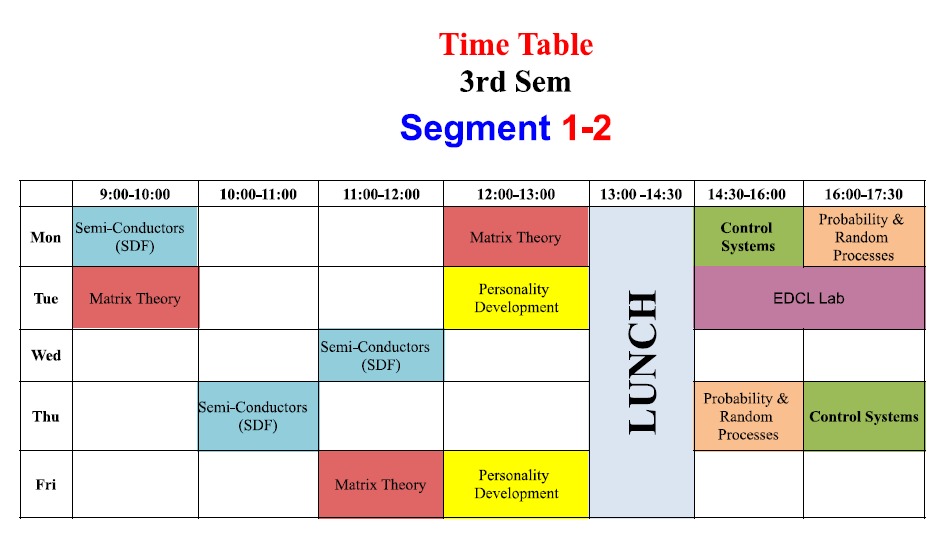 Time Table
3rd Sem
Segment 1-2
9:00-10:00 10:00-11:00 11:00-12:00 12:00-13:00 13:00 -14:30 14:30-16:00 16:00-17:30
Mon
Semi-Conductors
(SDF)
Matrix Theory
Control
Systems
Probability &
Random
Processes
Tue
Matrix Theory
Personality
Development
EDCL Lab
LUNCH
Wed
Semi-Conductors
(SDF)
Thu
Semi-Conductors
(SDF)
Probability &
Random
Processes
Control Systems
Fri
Matrix Theory
Personality
Development